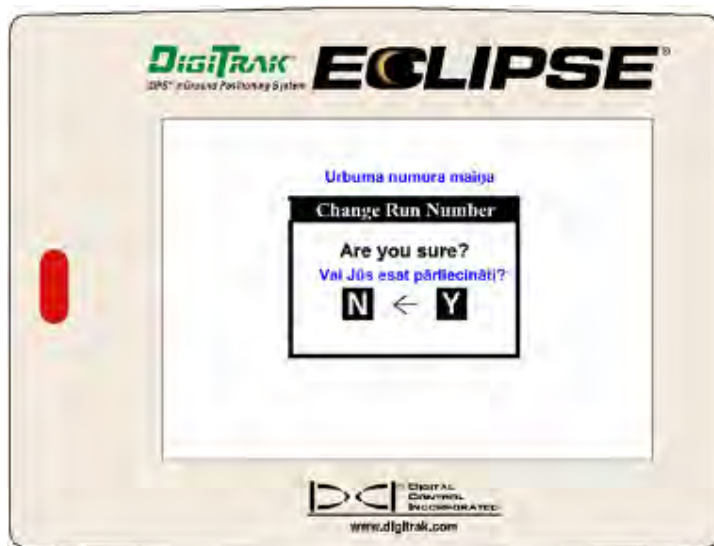 DIGITRAK ECLIPSE®
Urbuma numura maiņa
Change Run Number
Are you sure?
Vai Jūs esat pārliecināti?
N ← Y
DIGITAL
CONTROL
INCORPORATED
www.digitrak.com